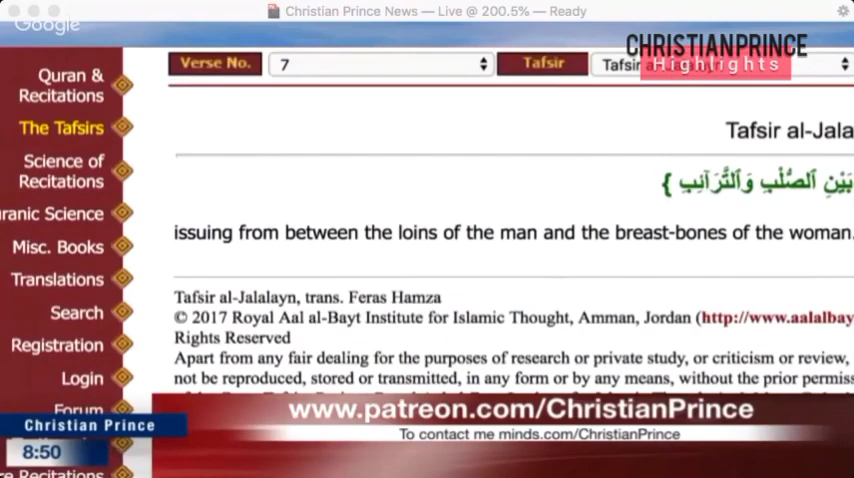 Christian Prince News — Live @ 200.5% — Ready
Google
CHRISTIANPRINCE
Highlights
Verse No.
7
Tafsir
Tafsir
Quran &
Recitations
The Tafsirs
Science of
Recitations
ranic Science
Misc. Books
Translations
Search
Registration
Login
Forum
Tafsir al-Jala
بَيْنِ ٱلصُّلْبِ وَٱلتَّرَآئِبِ }
issuing from between the loins of the man and the breast-bones of the woman.
Tafsir al-Jalalayn, trans. Feras Hamza
© 2017 Royal Aal al-Bayt Institute for Islamic Thought, Amman, Jordan (http://www.aalalbay
Rights Reserved
Apart from any fair dealing for the purposes of research or private study, or criticism or review,
not be reproduced, stored or transmitted, in any form or by any means, without the prior permiss
www.patreon.com/ChristianPrince
To contact me minds.com/ChristianPrince
Christian Prince
8:50
re Recitations